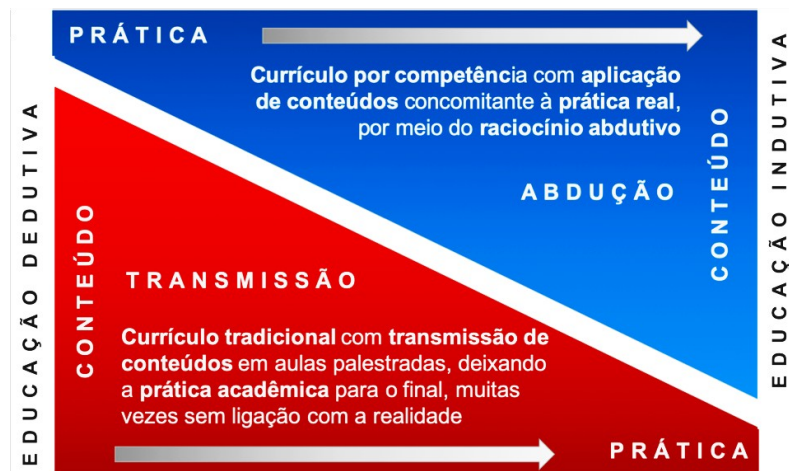 PRÁTICA
Currículo por competência com aplicação
de conteúdos concomitante à prática real,
por meio do raciocínio abdutivo
ABDUÇÃO
CONTEÚDO
EDUCAÇÃO INDUTIVA
EDUCAÇÃO DEDUTIVA
CONTEÚDO
TRANSMISSÃO
Currículo tradicional com transmissão de
conteúdos em aulas palestradas, deixando
a prática acadêmica para o final, muitas
vezes sem ligação com a realidade
PRÁTICA